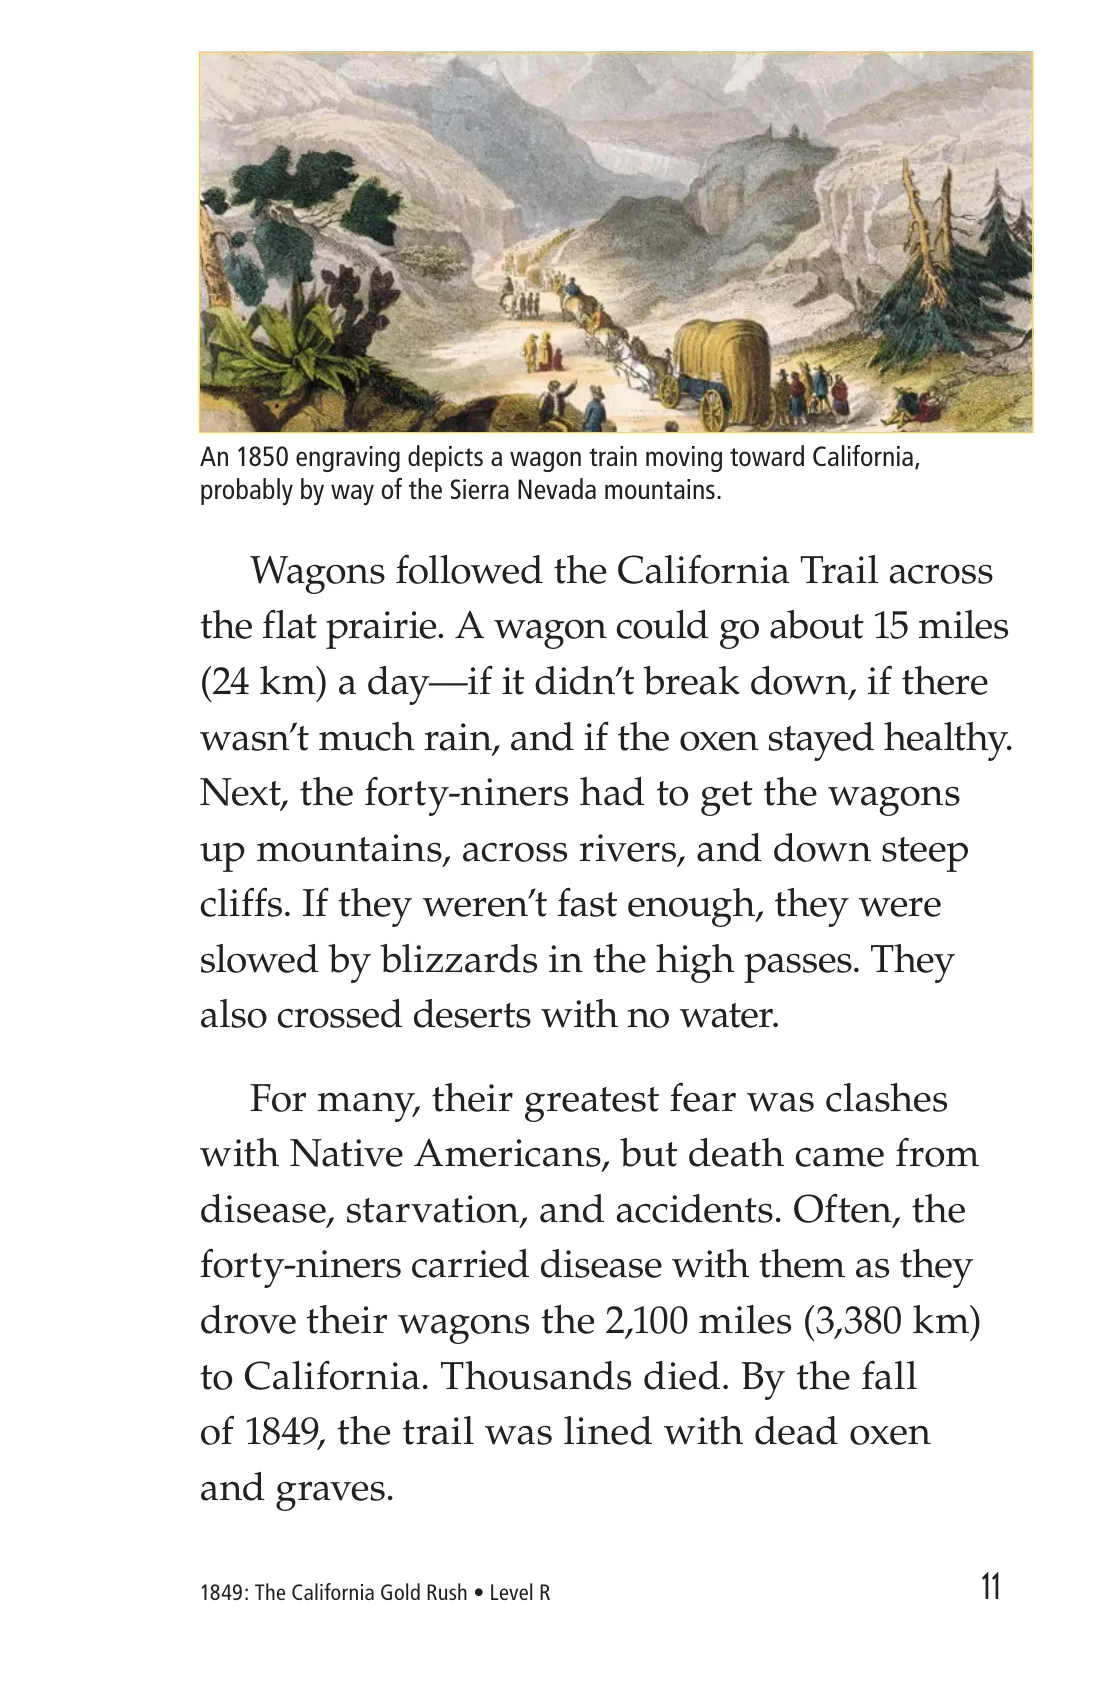 An 1850 engraving depicts a wagon train moving toward California,
probably by way of the Sierra Nevada mountains.
Wagons followed the California Trail across
the flat prairie. A wagon could go about 15 miles
(24 km) a day—if it didn’t break down, if there
wasn’t much rain, and if the oxen stayed healthy.
Next, the forty-niners had to get the wagons
up mountains, across rivers, and down steep
cliffs. If they weren’t fast enough, they were
slowed by blizzards in the high passes. They
also crossed deserts with no water.
For many, their greatest fear was clashes
with Native Americans, but death came from
disease, starvation, and accidents. Often, the
forty-niners carried disease with them as they
drove their wagons the 2,100 miles (3,380 km)
to California. Thousands died. By the fall
of 1849, the trail was lined with dead oxen
and graves.
1849: The California Gold Rush • Level R
11